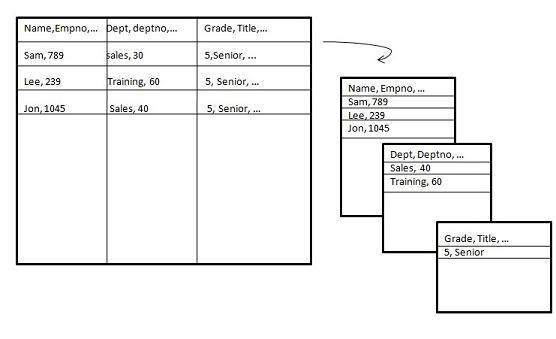 Name,Empno,... Dept, deptno,... Grade, Title,...
Sam, 789 sales, 30 5,Senior, ...
Lee, 239 Training, 60 5, Senior, ...
Jon,1045 Sales, 40 5, Senior, ...
Name, Empno, ...
Sam, 789
Lee, 239
Jon, 1045
Dept, Deptno, ...
Sales, 40
Training, 60
Grade, Title, ...
5, Senior